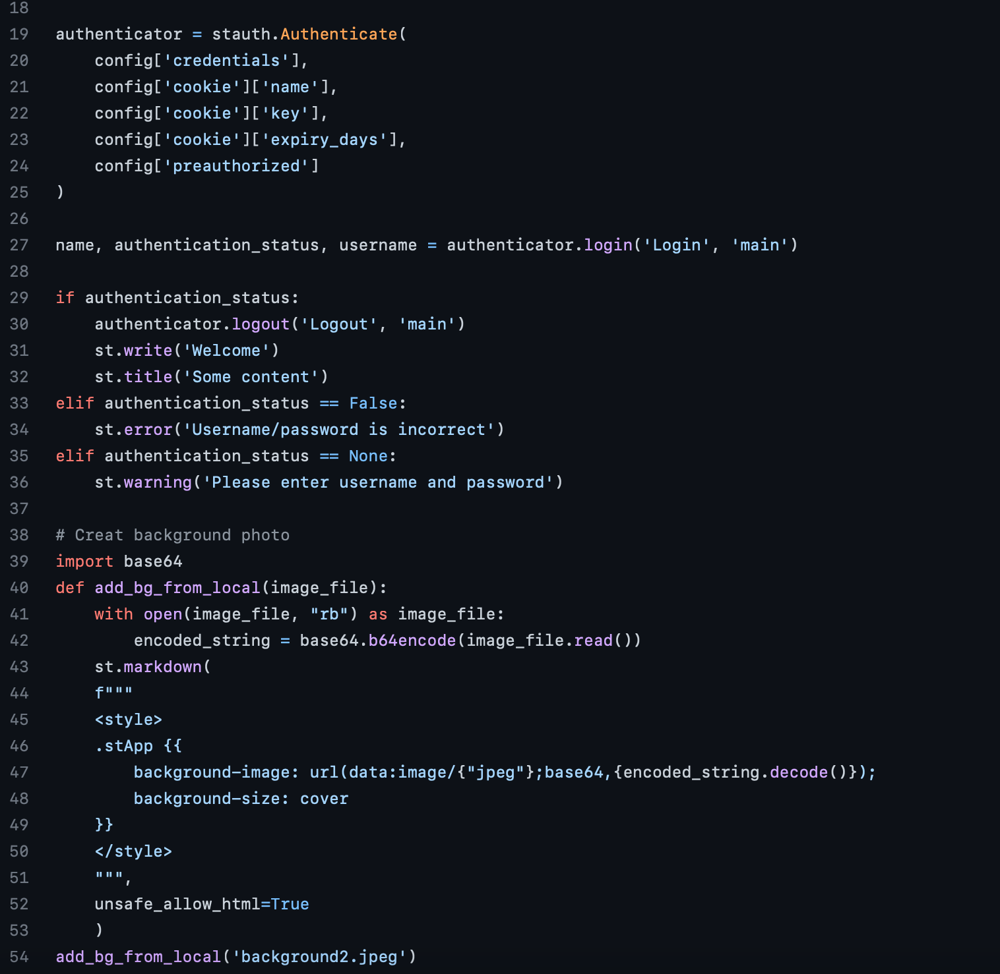 18
19 authenticator = stauth.Authenticate(
20     config['credentials'],
21     config['cookie']['name'],
22     config['cookie']['key'],
23     config['cookie']['expiry_days'],
24     config['preauthorized']
25 )
26
27 name, authentication_status, username = authenticator.login('Login', 'main')
28
29 if authentication_status:
30     authenticator.logout('Logout', 'main')
31     st.write('Welcome')
32     st.title('Some content')
33 elif authentication_status == False:
34     st.error('Username/password is incorrect')
35 elif authentication_status == None:
36     st.warning('Please enter username and password')
37
38 # Creat background photo
39 import base64
40 def add_bg_from_local(image_file):
41     with open(image_file, "rb") as image_file:
42         encoded_string = base64.b64encode(image_file.read())
43     st.markdown(
44     f"""
45     <style>
46     .stApp {{
47         background-image: url(data:image/{"jpeg"};base64,{encoded_string.decode()});
48         background-size: cover
49     }}
50     </style>
51     """,
52     unsafe_allow_html=True
53     )
54 add_bg_from_local('background2.jpeg')